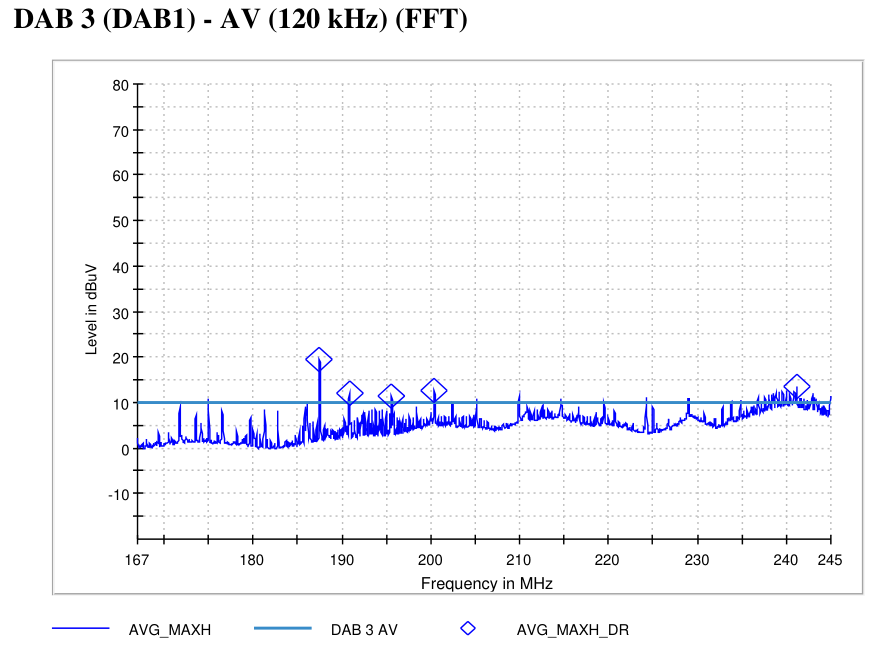 DAB 3 (DAB1) - AV (120 kHz) (FFT)
80
70
60
50
40
30
20
10
0
-10
Level in dBuV
167 180 190 200 210 220 230 240 245
Frequency in MHz
AVG_MAXH DAB 3 AV AVG_MAXH_DR